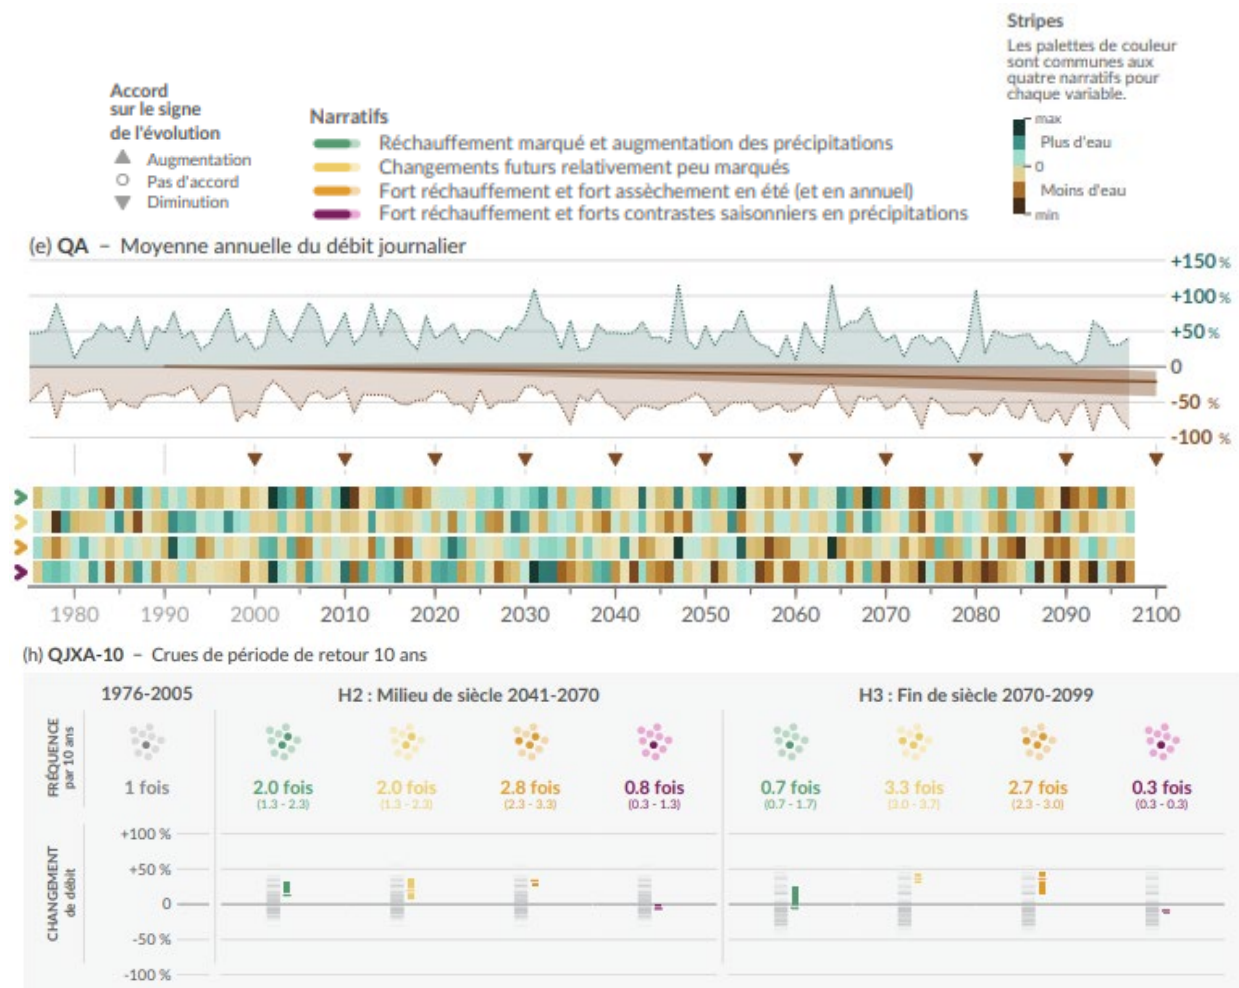 Stripes
Les palettes de couleur
sont communes aux
quatre narratifs pour
chaque variable.
max
Plus d'eau
0
Moins d'eau
min
Accord
sur le signe
de l'évolution
Augmentation
Pas d'accord
Diminution
Narratifs
Réchauffement marqué et augmentation des précipitations
Changements futurs relativement peu marqués
Fort réchauffement et fort assèchement en été (et en annuel)
Fort réchauffement et forts contrastes saisonniers en précipitations
(e) QA – Moyenne annuelle du débit journalier
+150 %
+100 %
+50 %
0
-50 %
-100 %
1980 1990 2000 2010 2020 2030 2040 2050 2060 2070 2080 2090 2100
(h) QJXA-10 – Crues de période de retour 10 ans
1976-2005 H2 : Milieu de siècle 2041-2070 H3 : Fin de siècle 2070-2099
FRÉQUENCE
par 10 ans
1 fois 2.0 fois 2.0 fois 2.8 fois 0.8 fois 0.7 fois 3.3 fois 2.7 fois 0.3 fois
(1.3 - 2.3) (1.3 - 2.3) (2.3 - 3.3) (0.3 - 1.3) (0.7 - 1.7) (3.0 - 3.7) (2.3 - 3.0) (0.3 - 0.3)
CHANGEMENT
de débit
+100 %
+50 %
0
-50 %
-100 %